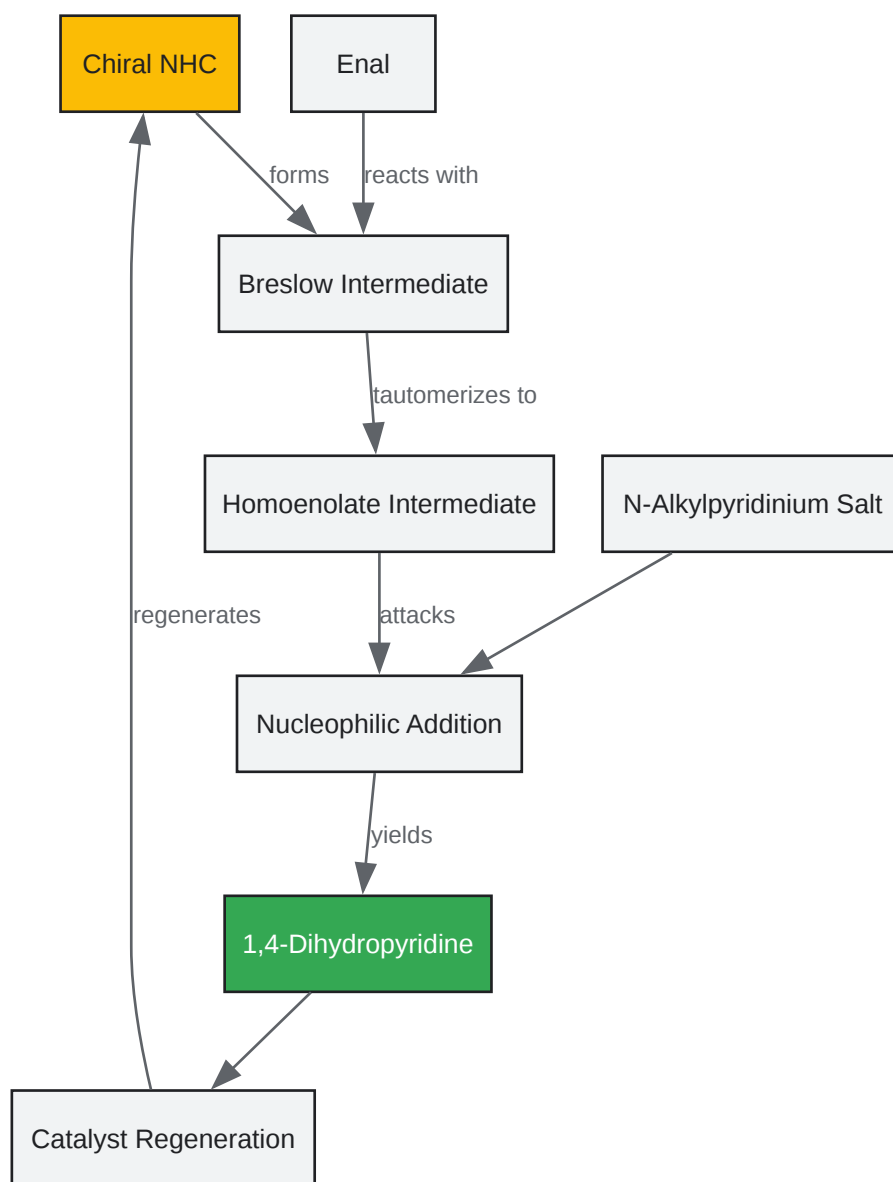 Chiral NHC
Enal
forms
reacts with
Breslow Intermediate
tautomerizes to
Homoenolate Intermediate
N-Alkylpyridinium Salt
regenerates
attacks
Nucleophilic Addition
yields
1,4-Dihydropyridine
Catalyst Regeneration